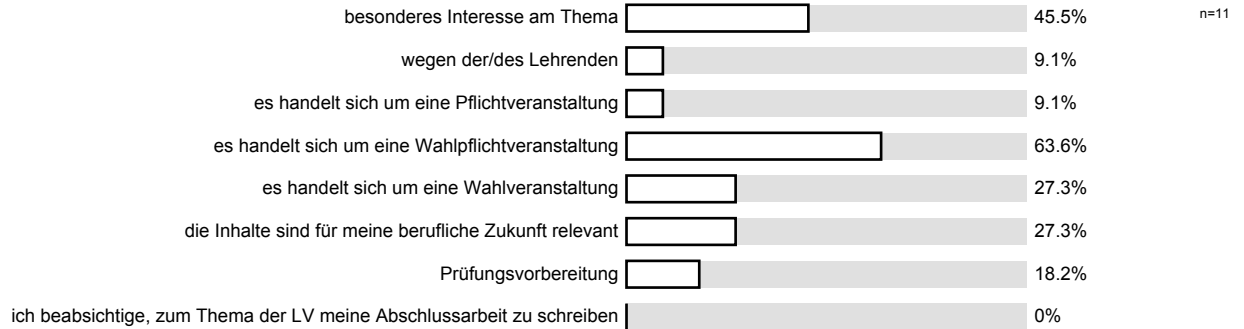 besonderes Interesse am Thema 45.5% n=11
wegen der/des Lehrenden 9.1%
es handelt sich um eine Pflichtveranstaltung 9.1%
es handelt sich um eine Wahlpflichtveranstaltung 63.6%
es handelt sich um eine Wahlveranstaltung 27.3%
die Inhalte sind für meine berufliche Zukunft relevant 27.3%
Prüfungsvorbereitung 18.2%
ich beabsichtige, zum Thema der LV meine Abschlussarbeit zu schreiben 0%